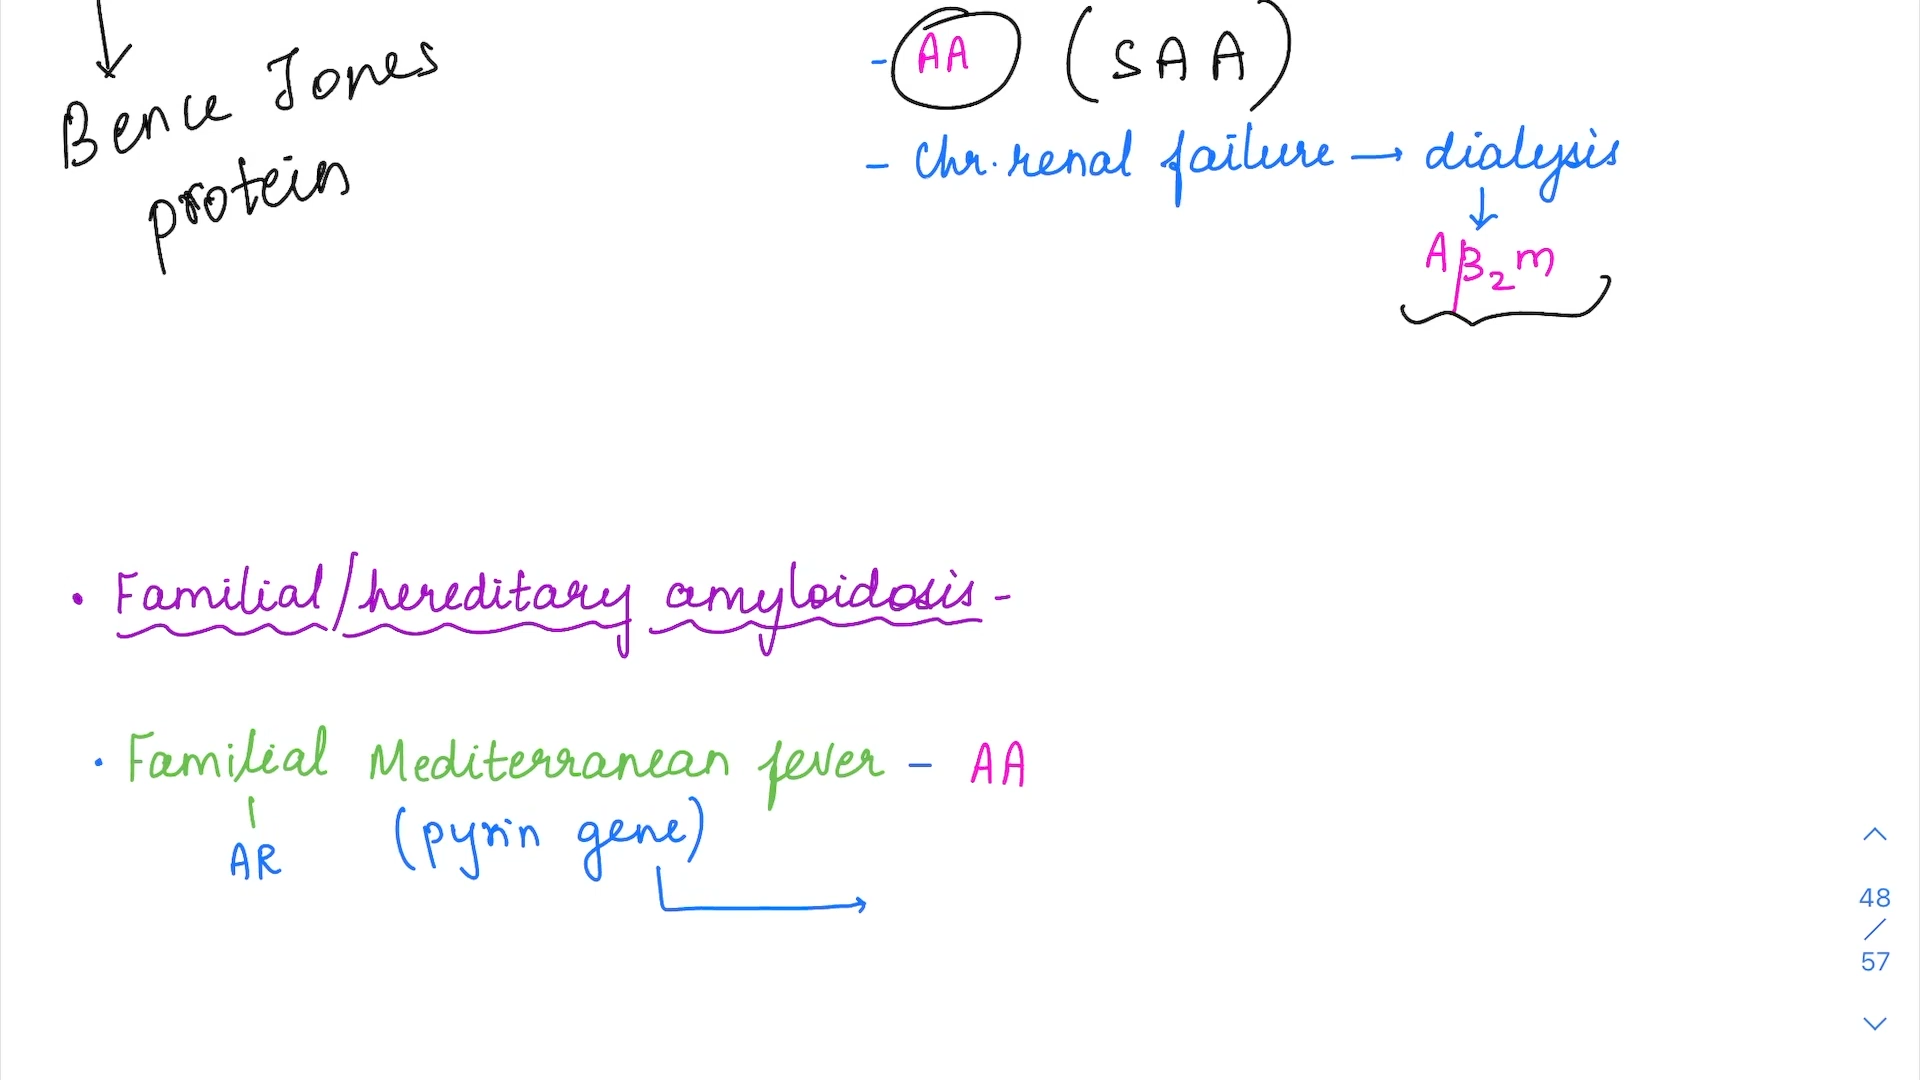 Bence Jones
protein
- AA (SAA)
- Chr. renal failure → dialysis
↓
Aβ₂m
• Familial/hereditary amyloidosis -
• Familial Mediterranean fever - AA
AR (pyrin gene)
48
/
57